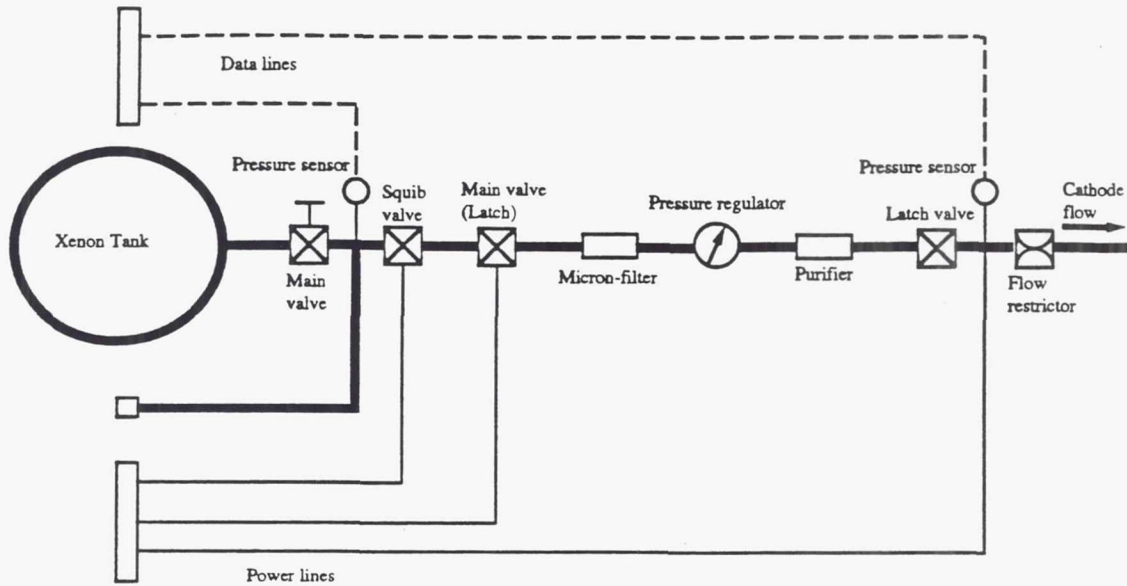 Data lines
Pressure sensor
Squib
valve
Main valve
(Latch)
Pressure regulator
Pressure sensor
Latch valve
Cathode
flow
Xenon Tank
Main
valve
Micron-filter
Purifier
Flow
restrictor
Power lines